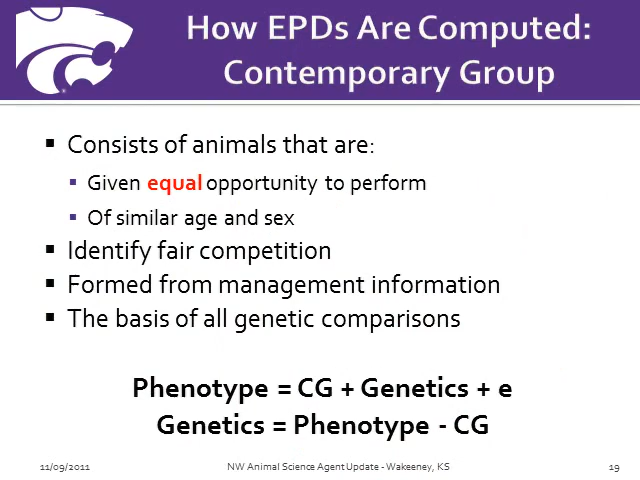 How EPDs Are Computed:
Contemporary Group
Consists of animals that are:
Given equal opportunity to perform
Of similar age and sex
Identify fair competition
Formed from management information
The basis of all genetic comparisons
Phenotype = CG + Genetics + e
Genetics = Phenotype - CG
11/09/2011 NW Animal Science Agent Update - Wakeeney, KS 19